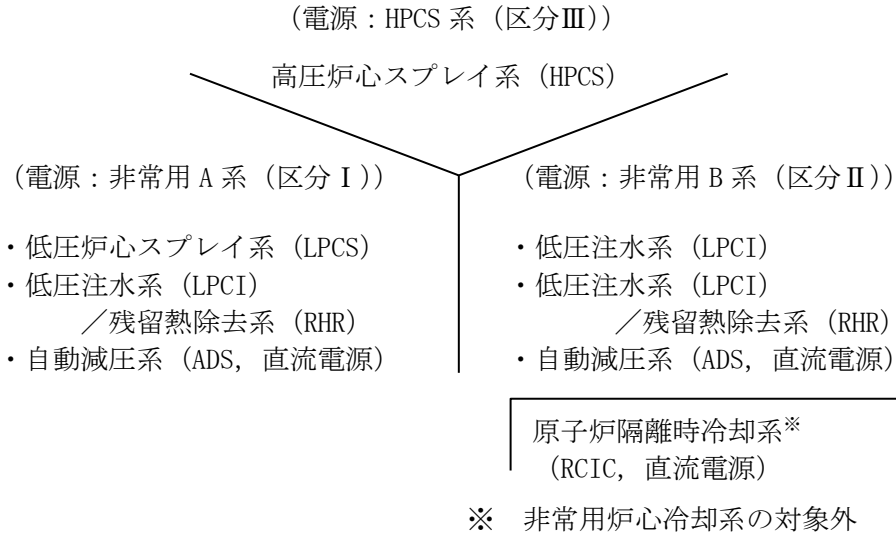 （電源：HPCS 系（区分Ⅲ））
高圧炉心スプレイ系（HPCS）
（電源：非常用 A 系（区分Ⅰ））
・低圧炉心スプレイ系（LPCS）
・低圧注水系（LPCI）
／残留熱除去系（RHR）
・自動減圧系（ADS, 直流電源）
（電源：非常用 B 系（区分Ⅱ））
・低圧注水系（LPCI）
・低圧注水系（LPCI）
／残留熱除去系（RHR）
・自動減圧系（ADS, 直流電源）
原子炉隔離時冷却系※
（RCIC, 直流電源）
※　非常用炉心冷却系の対象外